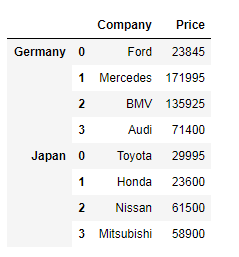 Company Price
Germany 0 Ford 23845
1 Mercedes 171995
2 BMV 135925
3 Audi 71400
Japan 0 Toyota 29995
1 Honda 23600
2 Nissan 61500
3 Mitsibishi 58900